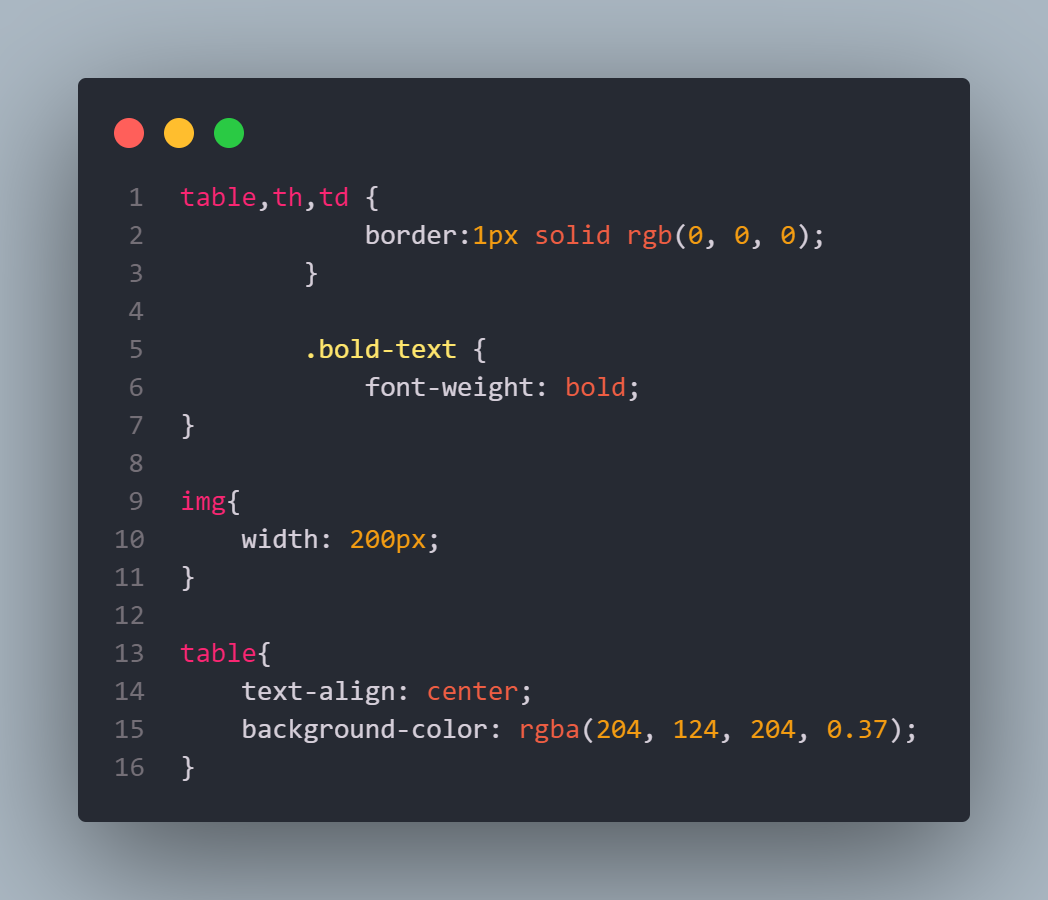 1 table,th,td {
2             border:1px solid rgb(0, 0, 0);
3         }
4
5         .bold-text {
6             font-weight: bold;
7 }
8
9 img{
10     width: 200px;
11 }
12
13 table{
14     text-align: center;
15     background-color: rgba(204, 124, 204, 0.37);
16 }